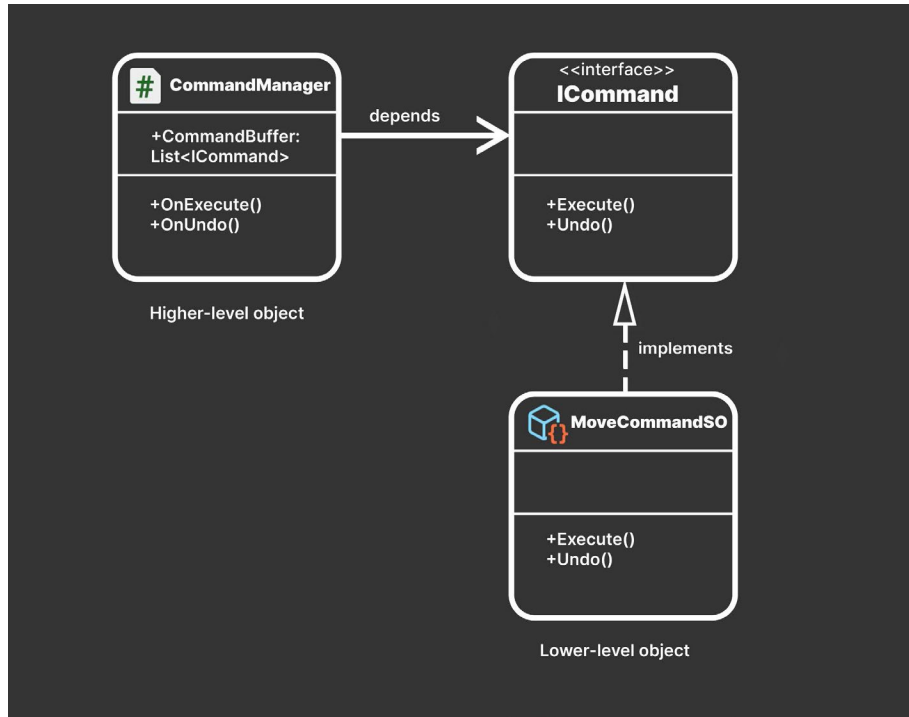 CommandManager
+CommandBuffer:
List<ICommand>
+OnExecute()
+OnUndo()
Higher-level object
depends
<<interface>>
ICommand
+Execute()
+Undo()
implements
MoveCommandSO
+Execute()
+Undo()
Lower-level object